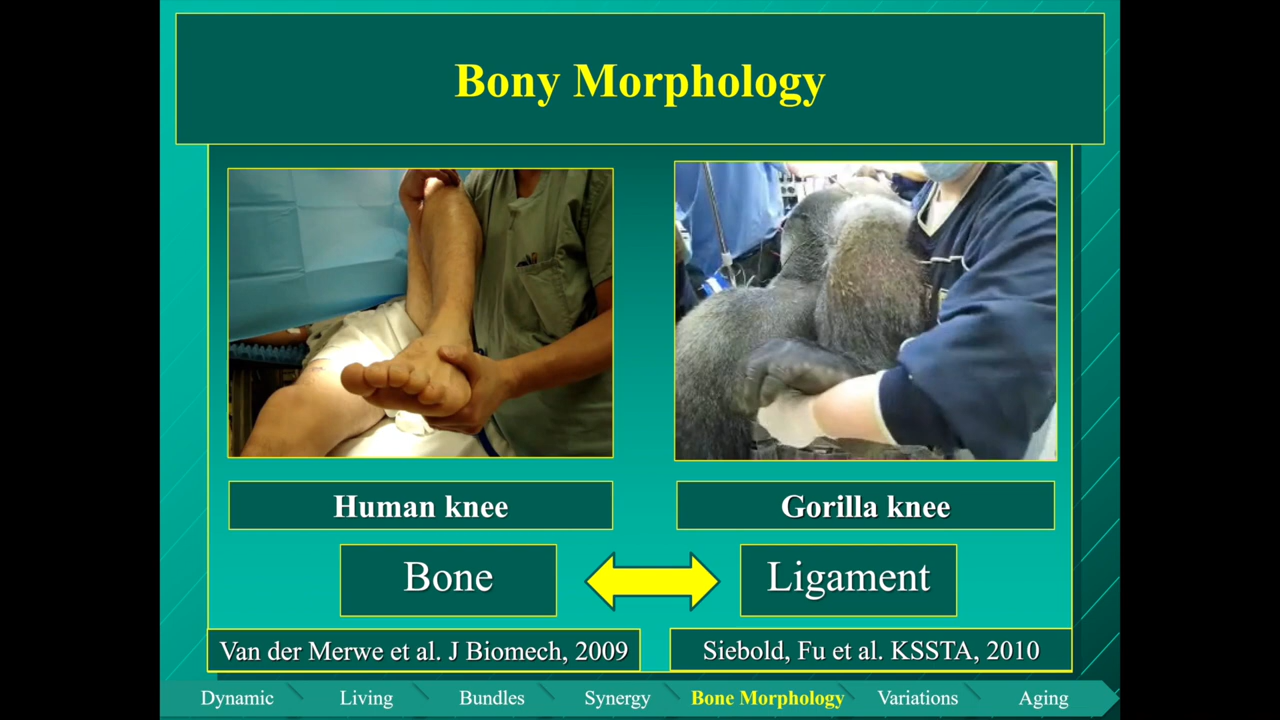 Bony Morphology
Human knee
Gorilla knee
Bone
Ligament
Van der Merwe et al. J Biomech, 2009
Siebold, Fu et al. KSSTA, 2010
Dynamic
Living
Bundles
Synergy
Bone Morphology
Variations
Aging